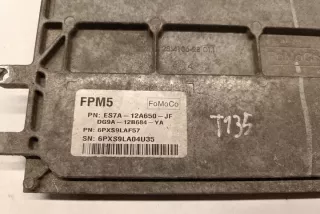 FPM5
FoMoCo
PN: ES7A-12A650-JF
DG9A-12B684-YA
PN: 6PXS9LAF57
SN: 6PXS9LA04U35
T135